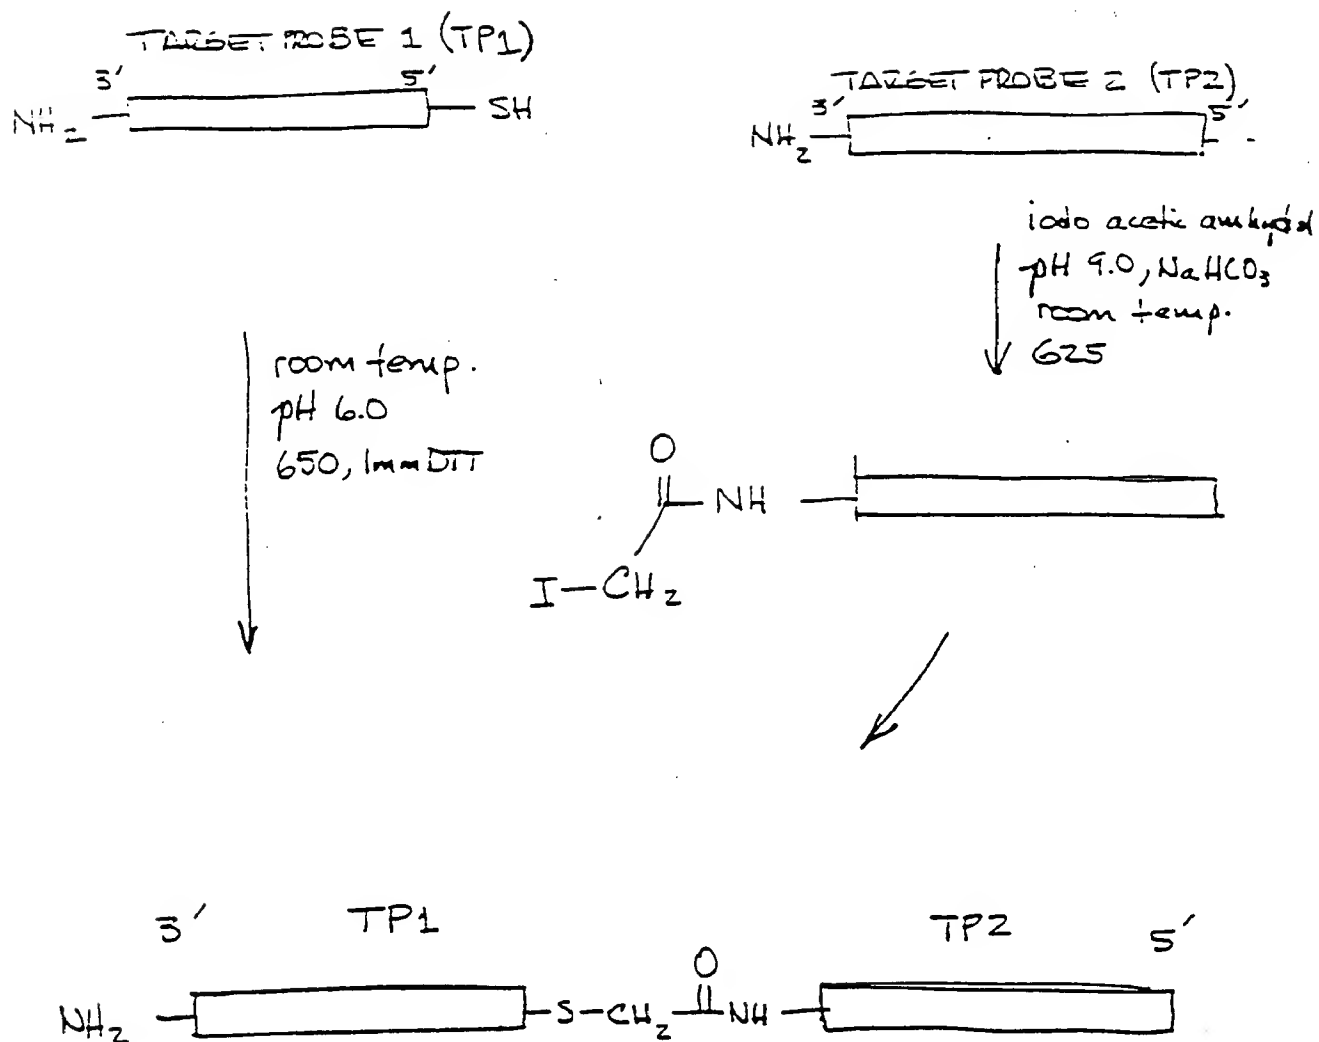 TARGET PROBE 1 (TP1)
3' 5'
NH2 SH
TARGET PROBE 2 (TP2)
3' 5'
NH2
iodo acetic
pH 9.0, NaHCO3
room temp.
625
room temp.
pH 6.0
650, 1mm DTT
O
NH
I-CH2
3' TP1 TP2 5'
O
NH2 S-CH2 NH